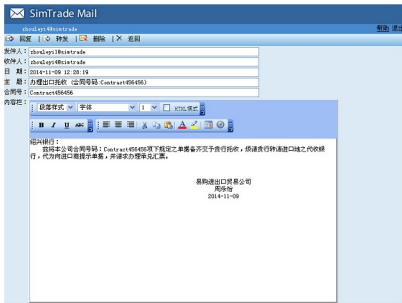 SimTrade Mail
zhouleyi4@simtrade
帮助 退出
回复 | 转发 | 删除 | 返回
发件人： zhouleyi@simtrade
收件人： zhouleyi4@simtrade
日 期： 2014-11-09 12:28:19
主 题： 办理出口托收 (合同号码:Contract456456)
合同号： Contract456456
内容栏：
段落样式 字体 1 HTML模式
B I U ABC
绍兴银行：
兹将本公司合同号码：Contract456456项下规定之单据备齐交予贵行托收，烦请贵行转请进口地之代收银
行，代为向进口商提示单据，并请求办理承兑汇票。
易购进出口贸易公司
周乐怡
2014-11-09